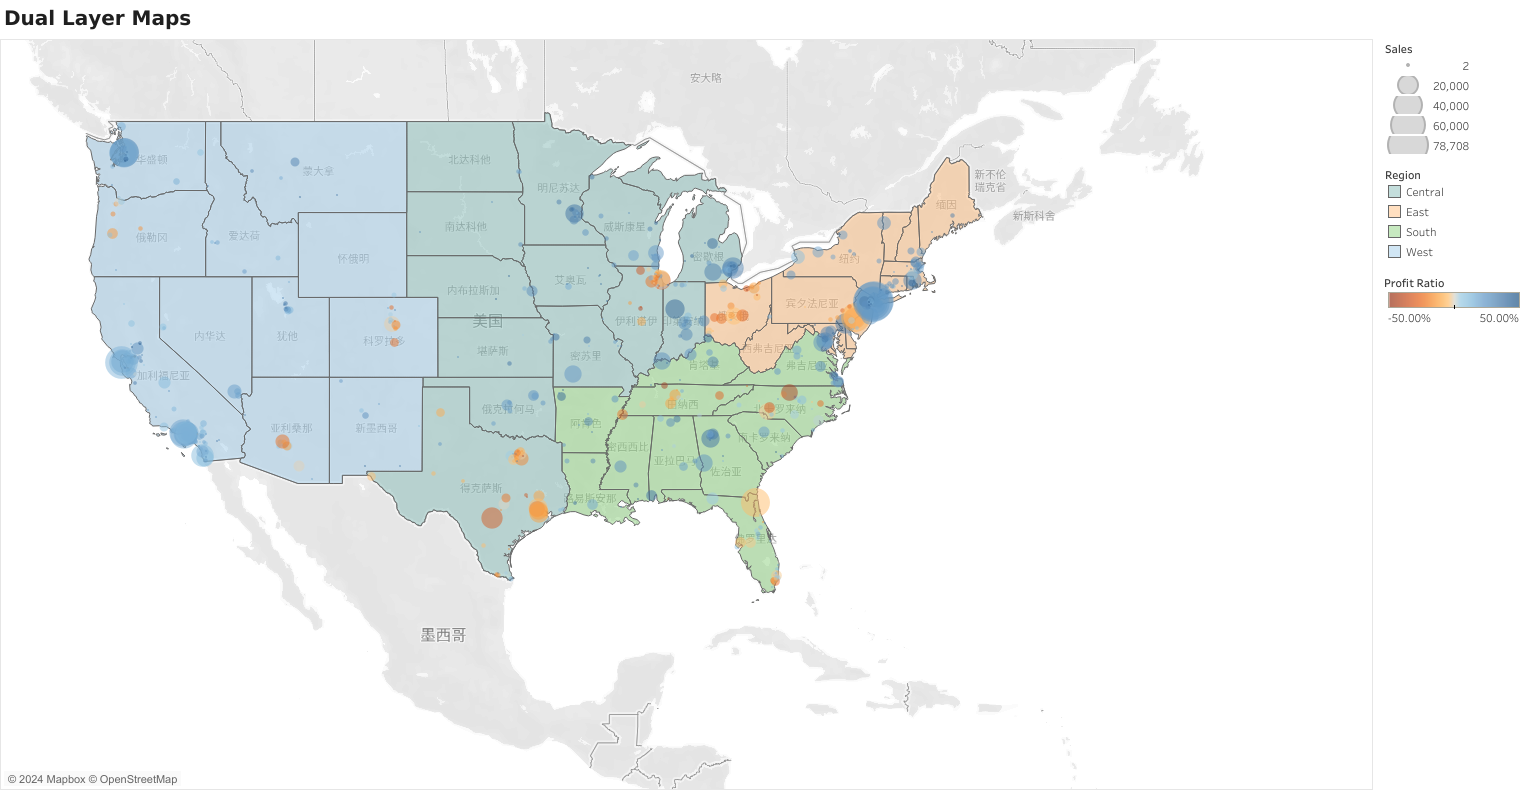 Dual Layer Maps
Sales
2
20,000
40,000
60,000
78,708
Region
Central
East
South
West
Profit Ratio
-50.00%
50.00%
安大略
新不伦
瑞克省
新斯科舍
缅因
华盛顿
蒙大拿
北达科他
明尼苏达
俄勒冈
爱达荷
南达科他
威斯康星
密歇根
纽约
怀俄明
艾奥瓦
内布拉斯加
宾夕法尼亚
美国
内华达
犹他
科罗拉多
堪萨斯
密苏里
伊利诺伊
西弗吉尼亚
弗吉尼亚
加利福尼亚
肯塔基
俄克拉何马
田纳西
亚利桑那
新墨西哥
阿肯色
南卡罗来纳
密西西比
亚拉巴马
佐治亚
得克萨斯
路易斯安那
佛罗里达
墨西哥
© 2024 Mapbox © OpenStreetMap